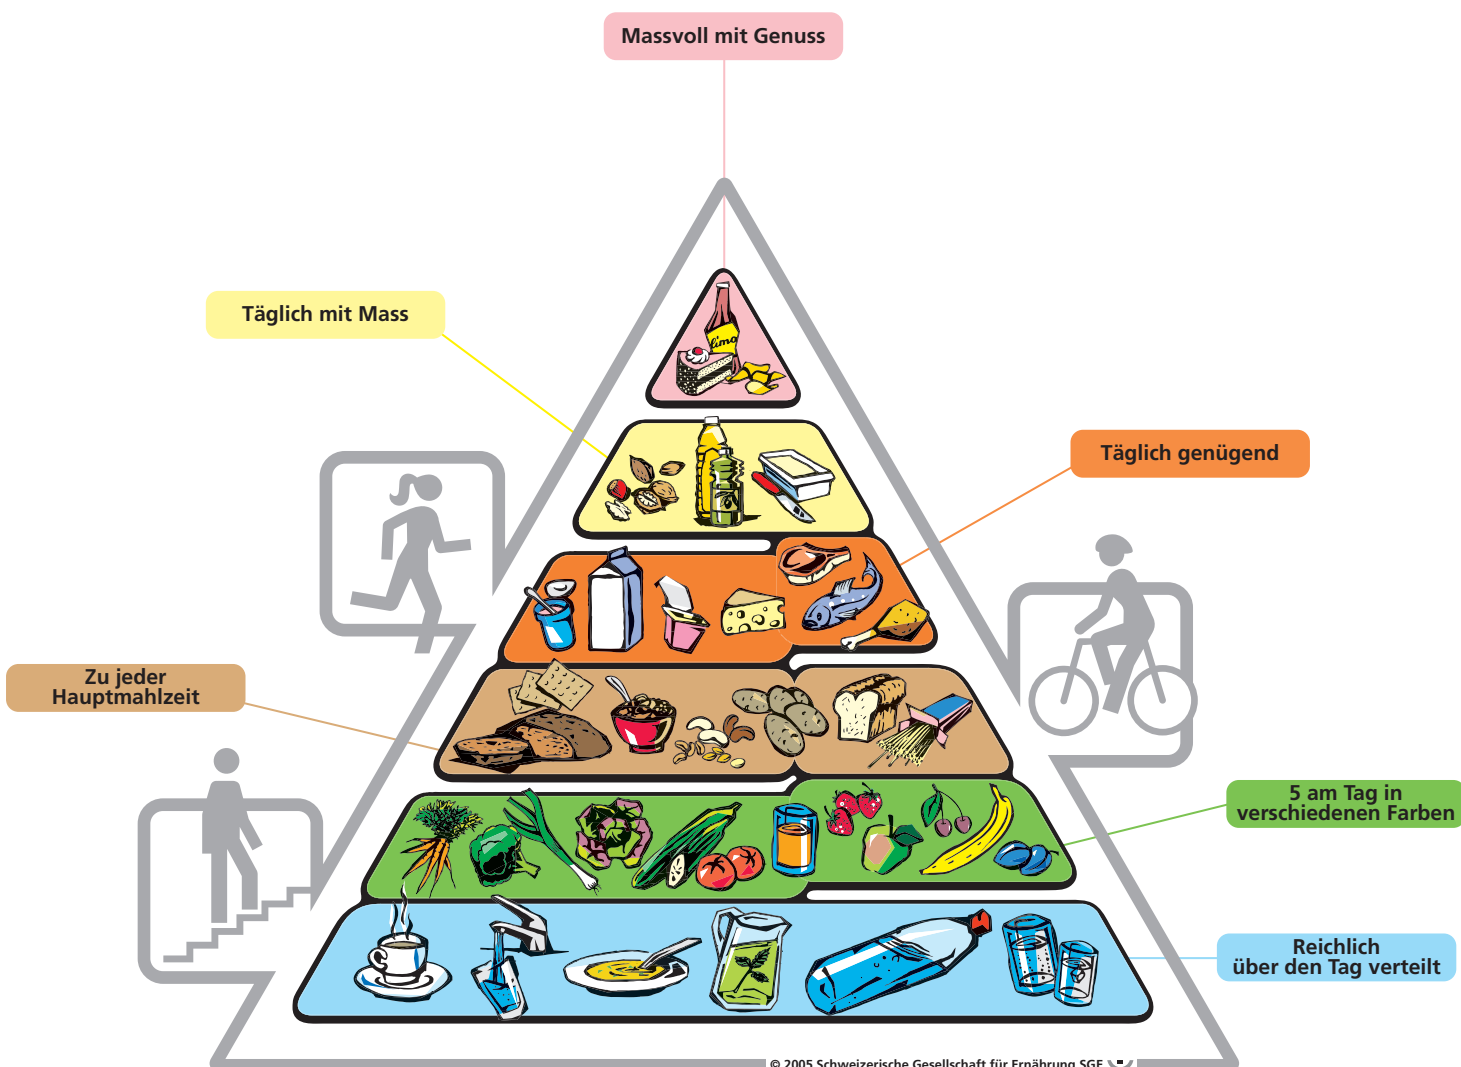 Massvoll mit Genuss
Täglich mit Mass
limo
Täglich genügend
Zu jeder
Hauptmahlzeit
5 am Tag in
verschiedenen Farben
Reichlich
über den Tag verteilt
© 2005 Schweizerische Gesellschaft für Ernährung SGE